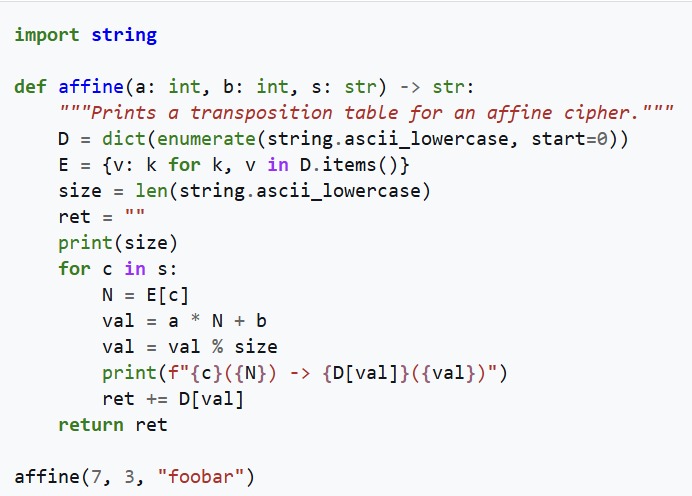 import string
def affine(a: int, b: int, s: str) -> str:
    """Prints a transposition table for an affine cipher."""
    D = dict(enumerate(string.ascii_lowercase, start=0))
    E = {v: k for k, v in D.items()}
    size = len(string.ascii_lowercase)
    ret = ""
    print(size)
    for c in s:
        N = E[c]
        val = a * N + b
        val = val % size
        print(f"{c}({N}) -> {D[val]}({val})")
        ret += D[val]
    return ret
affine(7, 3, "foobar")